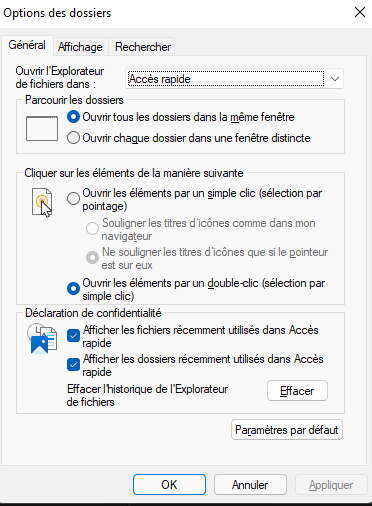 Options des dossiers
Général
Affichage
Rechercher
Ouvrir l'Explorateur
de fichiers dans :
Accès rapide
Parcourir les dossiers
Ouvrir tous les dossiers dans la même fenêtre
Ouvrir chaque dossier dans une fenêtre distincte
Cliquer sur les éléments de la manière suivante
Ouvrir les éléments par un simple clic (sélection par
pointage)
Souligner les titres d'icônes comme dans mon
navigateur
Ne souligner les titres d'icônes que si le pointeur
est sur eux
Ouvrir les éléments par un double-clic (sélection par
simple clic)
Déclaration de confidentialité
Afficher les fichiers récemment utilisés dans Accès
rapide
Afficher les dossiers récemment utilisés dans Accès
rapide
Effacer l'historique de l'Explorateur
de fichiers
Effacer
Paramètres par défaut
OK
Annuler
Appliquer